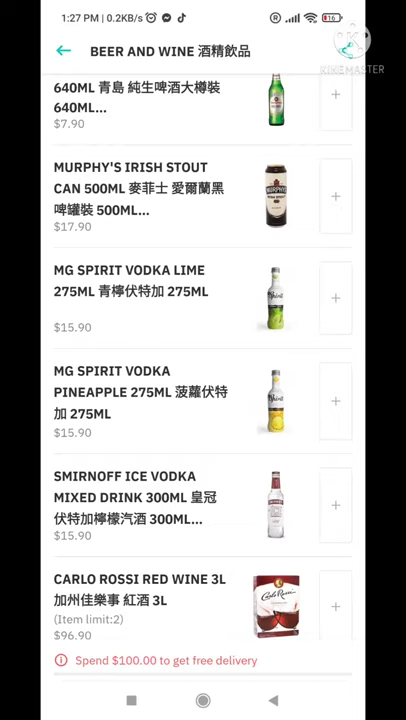 1:27 PM | 0.2KB/s
16
BEER AND WINE 酒精飲品
KINEMASTER
640ML 青島 純生啤酒大樽裝
640ML...
$7.90
MURPHY'S IRISH STOUT
CAN 500ML 麥菲士 愛爾蘭黑
啤罐裝 500ML...
$17.90
MG SPIRIT VODKA LIME
275ML 青檸伏特加 275ML
$15.90
MG SPIRIT VODKA
PINEAPPLE 275ML 菠蘿伏特
加 275ML
$15.90
SMIRNOFF ICE VODKA
MIXED DRINK 300ML 皇冠
伏特加檸檬汽酒 300ML...
$15.90
CARLO ROSSI RED WINE 3L
加州佳樂事 紅酒 3L
(Item limit:2)
$96.90
Carlo Rossi
Spend $100.00 to get free delivery